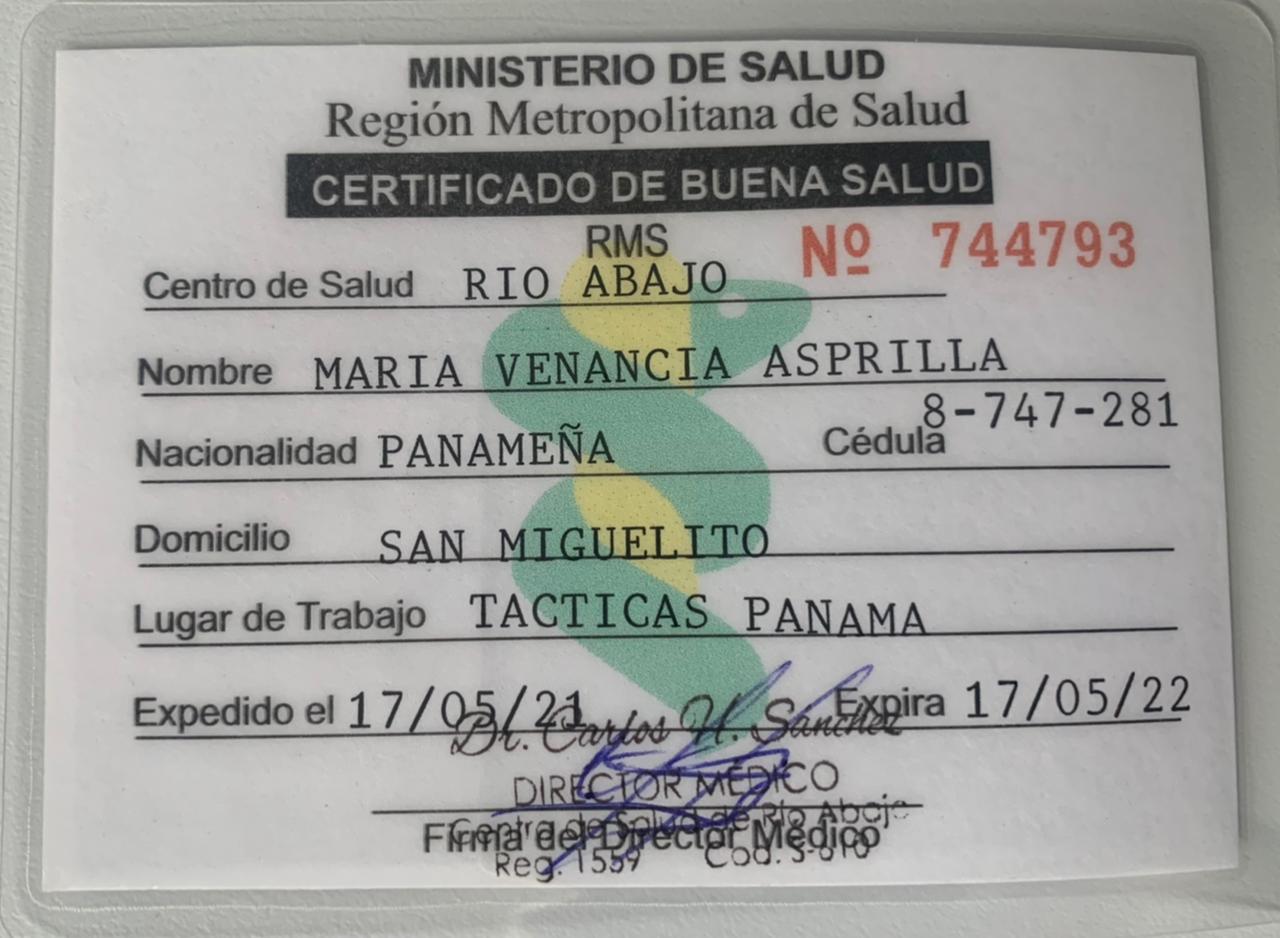 MINISTERIO DE SALUD
Región Metropolitana de Salud
CERTIFICADO DE BUENA SALUD
RMS Nº 744793
Centro de Salud RIO ABAJO
Nombre MARIA VENANCIA ASPRILLA
8-747-281
Nacionalidad PANAMEÑA Cédula
Domicilio SAN MIGUELITO
Lugar de Trabajo TACTICAS PANAMA
Expedido el 17/05/21 Expira 17/05/22
Dr. Carlos H. Sánchez
DIRECTOR MÉDICO
Centro de Salud de Rio Abajo
Firma del Director Médico
Reg. 1559 Cod. S-610